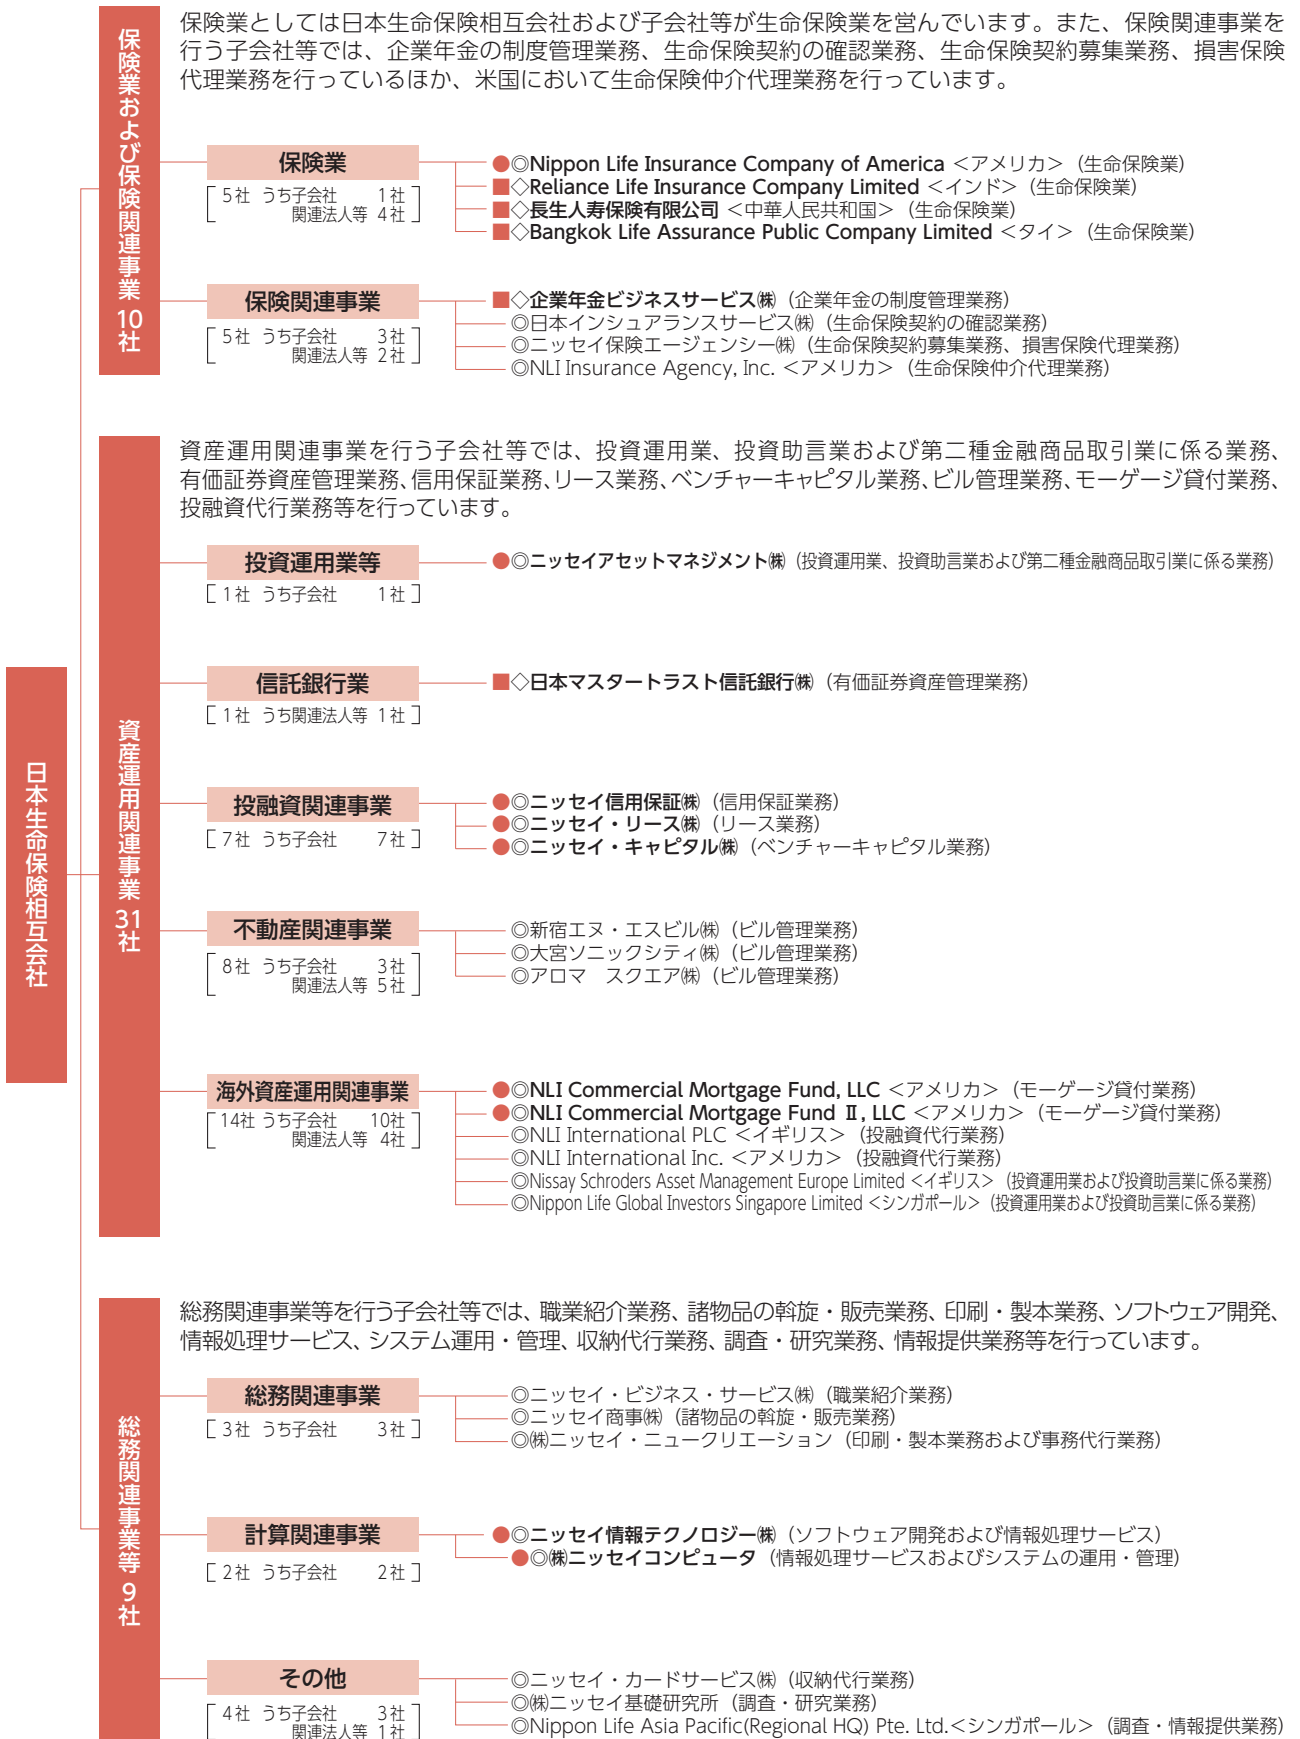 日本生命保険相互会社
保険業および保険関連事業 10社
保険業としては日本生命保険相互会社および子会社等が生命保険業を営んでいます。また、保険関連事業を
行う子会社等では、企業年金の制度管理業務、生命保険契約の確認業務、生命保険契約募集業務、損害保険
代理業務を行っているほか、米国において生命保険仲介代理業務を行っています。
保険業
[5社 うち子会社 1社
関連法人等 4社]
●◎Nippon Life Insurance Company of America <アメリカ>（生命保険業）
■◇Reliance Life Insurance Company Limited <インド>（生命保険業）
■◇長生人寿保険有限公司 <中華人民共和国>（生命保険業）
■◇Bangkok Life Assurance Public Company Limited <タイ>（生命保険業）
保険関連事業
[5社 うち子会社 3社
関連法人等 2社]
■◇企業年金ビジネスサービス㈱（企業年金の制度管理業務）
◎日本インシュアランスサービス㈱（生命保険契約の確認業務）
◎ニッセイ保険エージェンシー㈱（生命保険契約募集業務、損害保険代理業務）
◎NLI Insurance Agency, Inc. <アメリカ>（生命保険仲介代理業務）
資産運用関連事業 31社
資産運用関連事業を行う子会社等では、投資運用業、投資助言業および第二種金融商品取引業に係る業務、
有価証券資産管理業務、信用保証業務、リース業務、ベンチャーキャピタル業務、ビル管理業務、モーゲージ貸付業務、
投融資代行業務等を行っています。
投資運用業等
[1社 うち子会社 1社]
●◎ニッセイアセットマネジメント㈱（投資運用業、投資助言業および第二種金融商品取引業に係る業務）
信託銀行業
[1社 うち関連法人等 1社]
■◇日本マスタートラスト信託銀行㈱（有価証券資産管理業務）
投融資関連事業
[7社 うち子会社 7社]
●◎ニッセイ信用保証㈱（信用保証業務）
●◎ニッセイ・リース㈱（リース業務）
●◎ニッセイ・キャピタル㈱（ベンチャーキャピタル業務）
不動産関連事業
[8社 うち子会社 3社
関連法人等 5社]
◎新宿エヌ・エスビル㈱（ビル管理業務）
◎大宮ソニックシティ㈱（ビル管理業務）
◎アロマ　スクエア㈱（ビル管理業務）
海外資産運用関連事業
[14社 うち子会社 10社
関連法人等 4社]
●◎NLI Commercial Mortgage Fund, LLC <アメリカ>（モーゲージ貸付業務）
●◎NLI Commercial Mortgage Fund Ⅱ, LLC <アメリカ>（モーゲージ貸付業務）
◎NLI International PLC <イギリス>（投融資代行業務）
◎NLI International Inc. <アメリカ>（投融資代行業務）
◎Nissay Schroders Asset Management Europe Limited <イギリス>（投資運用業および投資助言業に係る業務）
◎Nippon Life Global Investors Singapore Limited <シンガポール>（投資運用業および投資助言業に係る業務）
総務関連事業等 9社
総務関連事業等を行う子会社等では、職業紹介業務、諸物品の斡旋・販売業務、印刷・製本業務、ソフトウェア開発、
情報処理サービス、システム運用・管理、収納代行業務、調査・研究業務、情報提供業務等を行っています。
総務関連事業
[3社 うち子会社 3社]
◎ニッセイ・ビジネス・サービス㈱（職業紹介業務）
◎ニッセイ商事㈱（諸物品の斡旋・販売業務）
◎㈱ニッセイ・ニュークリエーション（印刷・製本業務および事務代行業務）
計算関連事業
[2社 うち子会社 2社]
●◎ニッセイ情報テクノロジー㈱（ソフトウェア開発および情報処理サービス）
●◎㈱ニッセイコンピュータ（情報処理サービスおよびシステムの運用・管理）
その他
[4社 うち子会社 3社
関連法人等 1社]
◎ニッセイ・カードサービス㈱（収納代行業務）
◎㈱ニッセイ基礎研究所（調査・研究業務）
◎Nippon Life Asia Pacific(Regional HQ) Pte. Ltd.<シンガポール>（調査・情報提供業務）